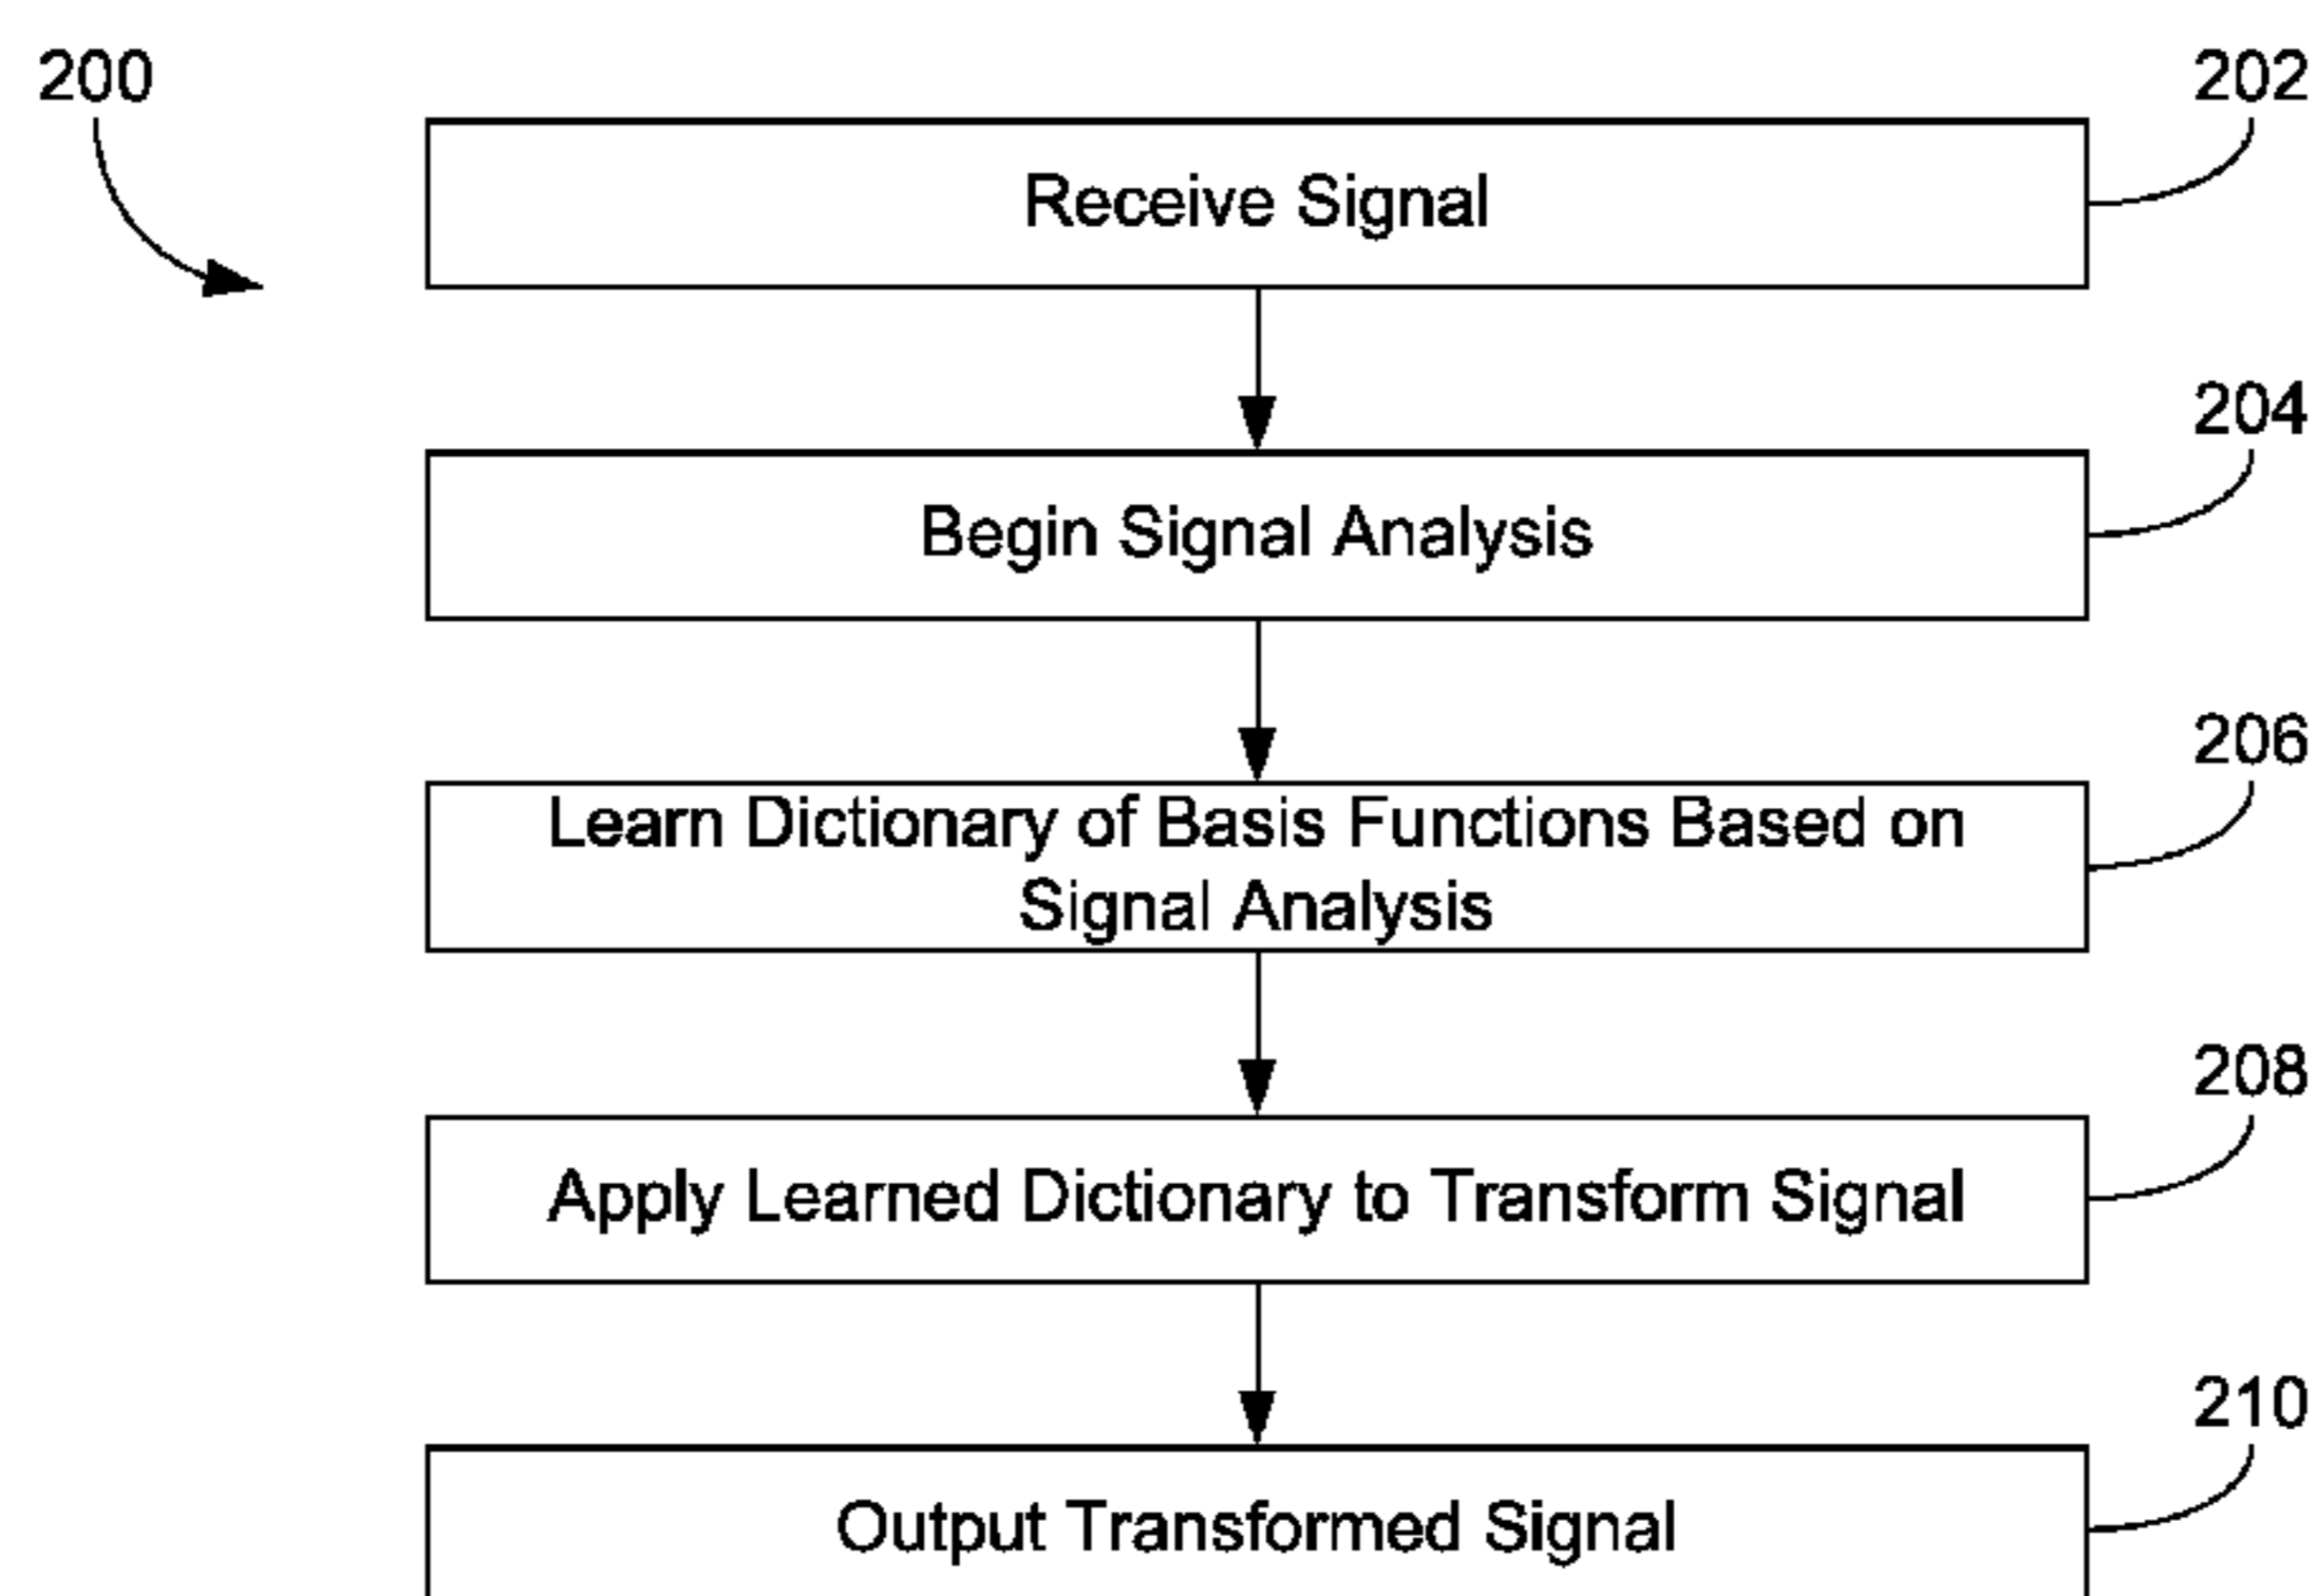 200
202
Receive Signal
204
Begin Signal Analysis
206
Learn Dictionary of Basis Functions Based on
Signal Analysis
208
Apply Learned Dictionary to Transform Signal
210
Output Transformed Signal